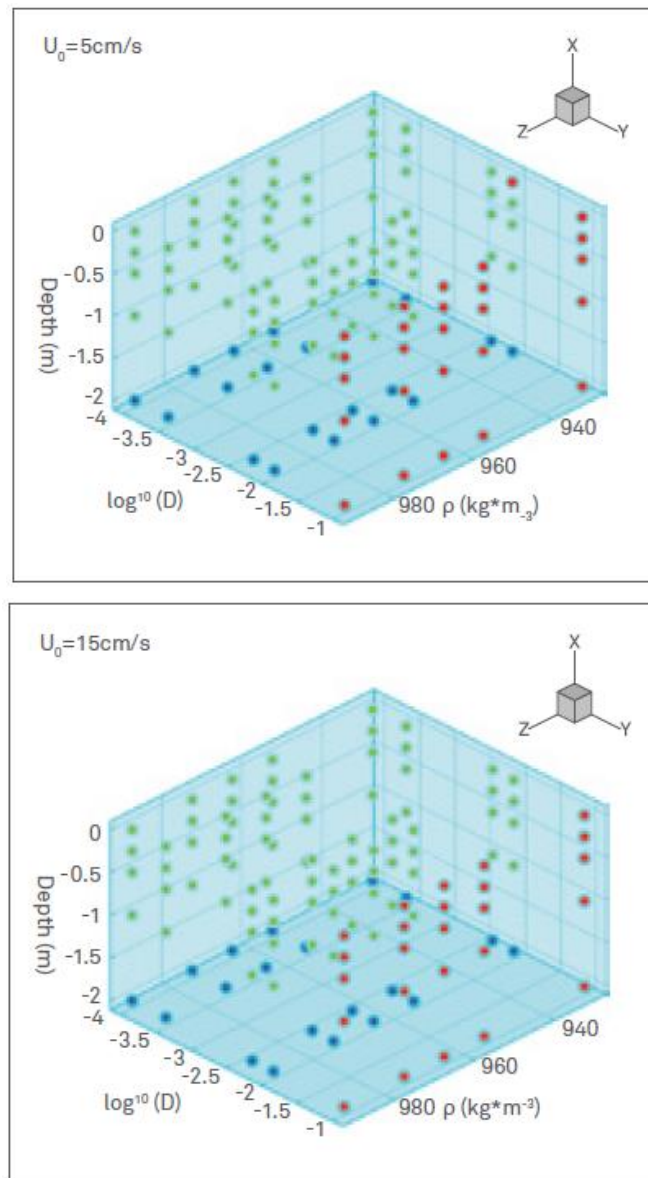 U₀=5cm/s
X
Z
Y
0
-0.5
-1
-1.5
-2
Depth (m)
-4
-3.5
-3
-2.5
-2
-1.5
-1
log¹⁰ (D)
940
960
980 ρ (kg*m₋₃)
U₀=15cm/s
X
Z
Y
0
-0.5
-1
-1.5
-2
Depth (m)
-4
-3.5
-3
-2.5
-2
-1.5
-1
log¹⁰ (D)
940
960
980 ρ (kg*m⁻³)